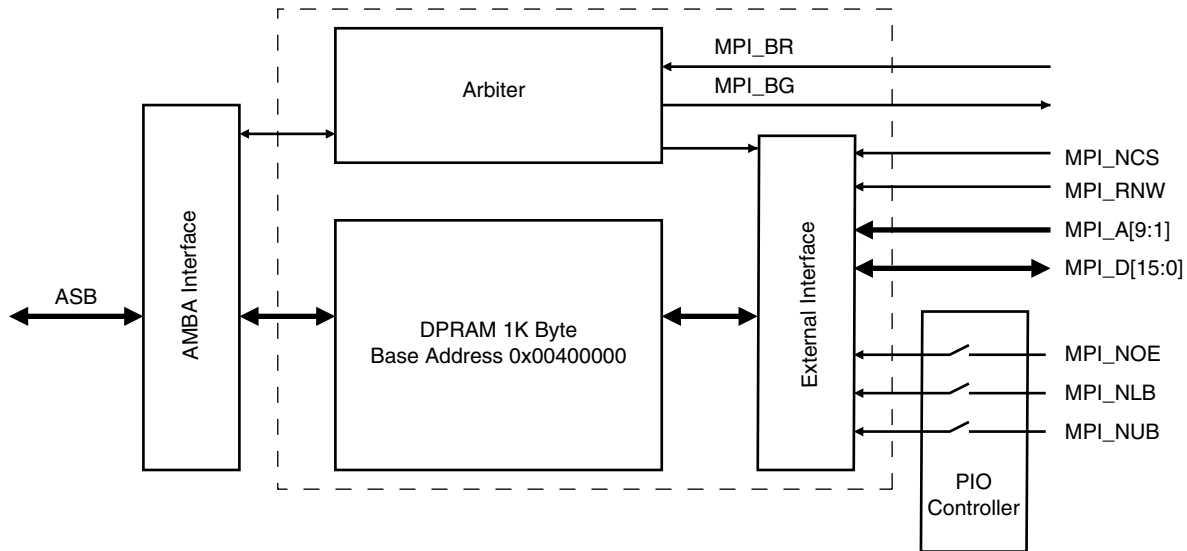 MPI_BR
Arbiter
MPI_BG
MPI_NCS
MPI_RNW
MPI_A[9:1]
MPI_D[15:0]
ASB
AMBA Interface
DPRAM 1K Byte
Base Address 0x00400000
External Interface
MPI_NOE
MPI_NLB
MPI_NUB
PIO
Controller